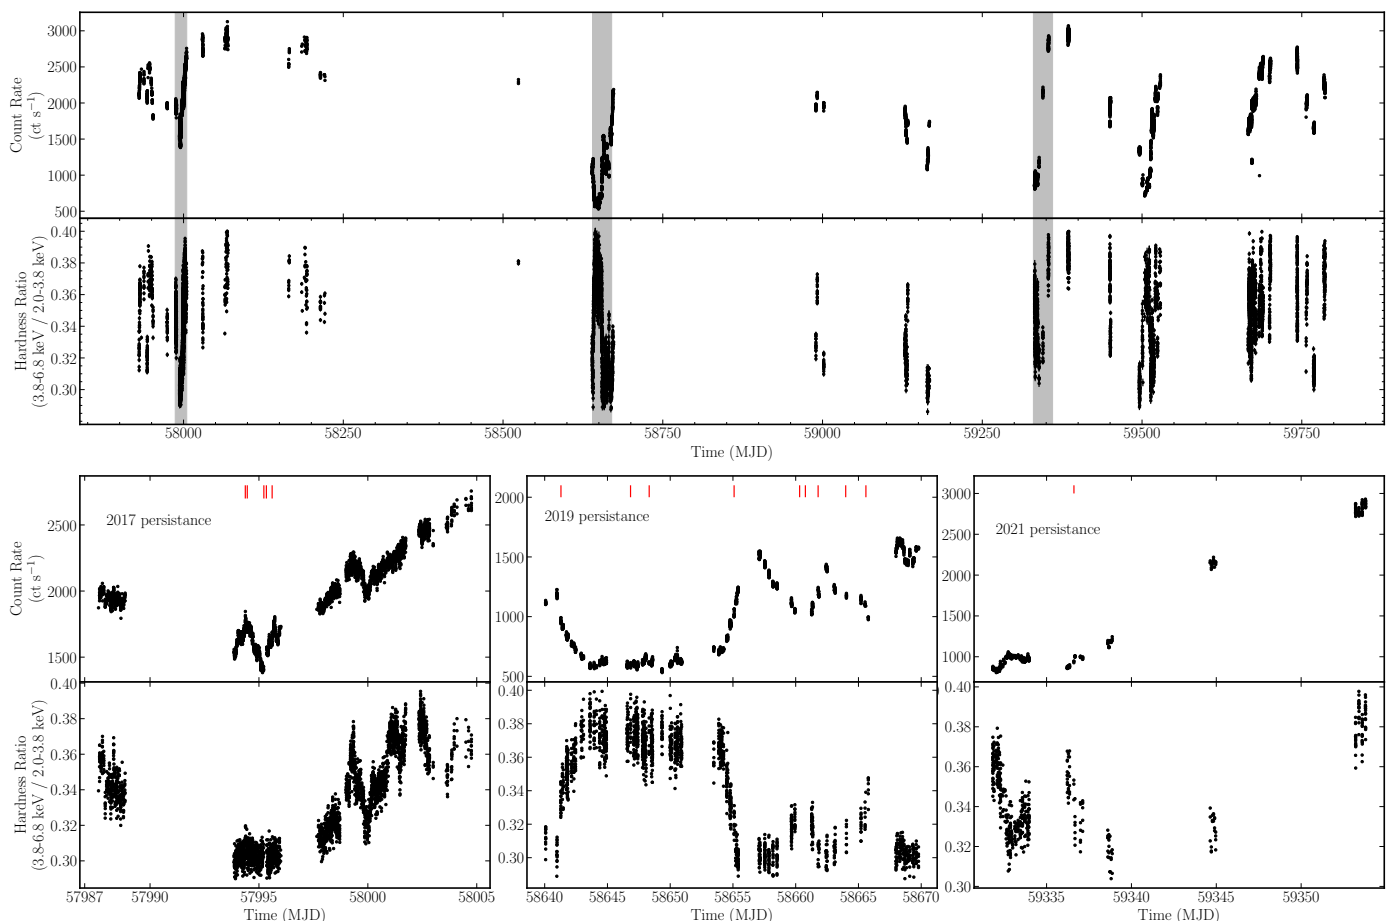 3000
2500
2000
1500
1000
500
Count Rate
(ct s⁻¹)
0.40
0.38
0.36
0.34
0.32
0.30
Hardness Ratio
(3.8-6.8 keV / 2.0-3.8 keV)
58000 58250 58500 58750 59000 59250 59500 59750
Time (MJD)
2017 persistance
2500
2000
1500
Count Rate
(ct s⁻¹)
0.40
0.38
0.36
0.34
0.32
0.30
Hardness Ratio
(3.8-6.8 keV / 2.0-3.8 keV)
57987 57990 57995 58000 58005
Time (MJD)
2019 persistance
2000
1500
1000
500
0.40
0.38
0.36
0.34
0.32
0.30
58640 58645 58650 58655 58660 58665 58670
Time (MJD)
2021 persistance
3000
2500
2000
1500
1000
0.40
0.38
0.36
0.34
0.32
0.30
59335 59340 59345 59350
Time (MJD)